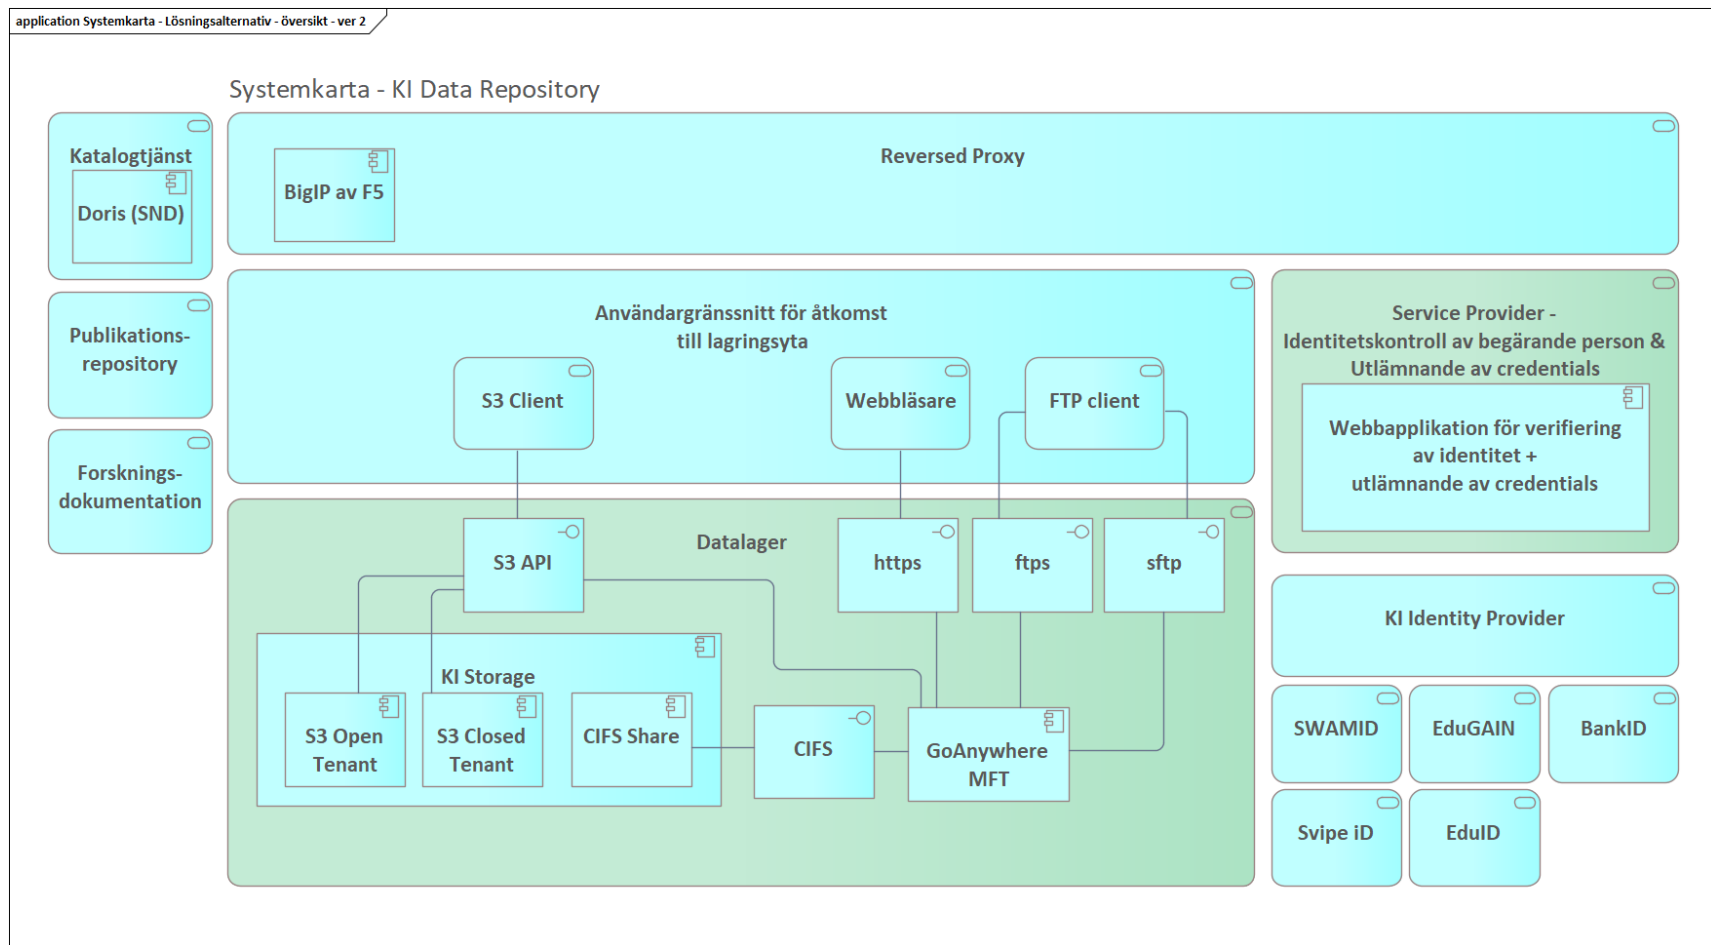 application Systemkarta - Lösningsalternativ - översikt - ver 2
Systemkarta - KI Data Repository
Katalogtjänst
Doris (SND)
Publikations-
repository
Forsknings-
dokumentation
Reversed Proxy
BigIP av F5
Användargränssnitt för åtkomst
till lagringsyta
S3 Client
Webbläsare
FTP client
Datalager
S3 API
https
ftps
sftp
KI Storage
S3 Open
Tenant
S3 Closed
Tenant
CIFS Share
CIFS
GoAnywhere
MFT
Service Provider -
Identitetskontroll av begärande person &
Utlämnande av credentials
Webbapplikation för verifiering
av identitet +
utlämnande av credentials
KI Identity Provider
SWAMID
EduGAIN
BankID
Svipe iD
EduID